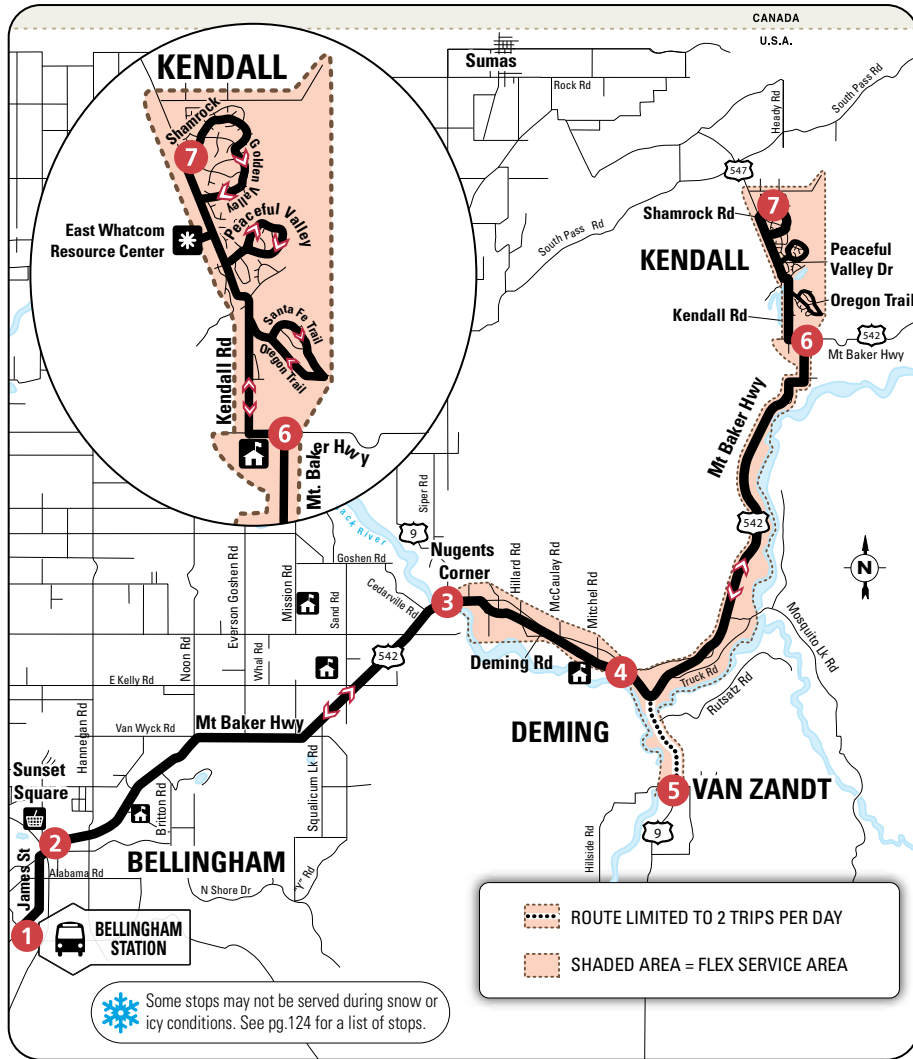 CANADA
U.S.A.
KENDALL
Sumas
Rock Rd
Heady Rd
South Pass Rd
547
Shamrock
7
Golden
Valley
Peaceful Valley
East Whatcom
Resource Center
Santa Fe Trail
Oregon Trail
Kendall Rd
6
Mt. Baker Hwy
South Pass Rd
7
Shamrock Rd
KENDALL
Peaceful
Valley Dr
Oregon Trail
Kendall Rd
542
6
Mt Baker Hwy
Mt Baker Hwy
542
N
Siper Rd
9
ack River
Nugents
Corner
Goshen Rd
Cedarville Rd
Hillard Rd
McCaulay Rd
Mitchel Rd
3
Everson Goshen Rd
Mission Rd
Sand Rd
Noon Rd
Whal Rd
542
Deming Rd
4
Truck Rd
Rutsatz Rd
Mosquito Lk Rd
E Kelly Rd
Hannegan Rd
Van Wyck Rd
Mt Baker Hwy
DEMING
Sunset
Square
Britton Rd
Squalicum Lk Rd
5
VAN ZANDT
2
9
Hillside Rd
James St
Alabama Rd
BELLINGHAM
N Shore Dr
"Y" Rd
1
BELLINGHAM
STATION
ROUTE LIMITED TO 2 TRIPS PER DAY
SHADED AREA = FLEX SERVICE AREA
Some stops may not be served during snow or
icy conditions. See pg.124 for a list of stops.